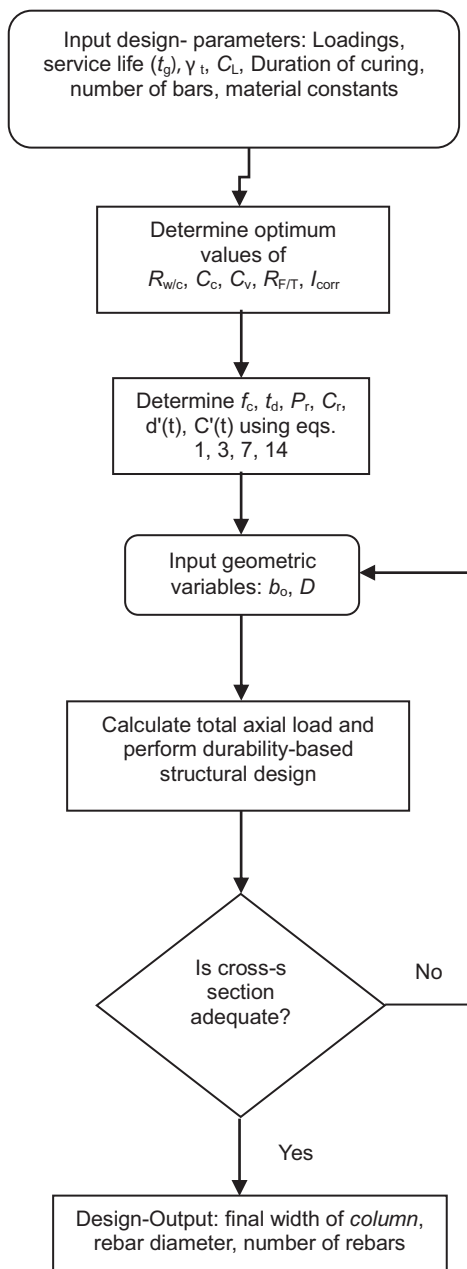 Input design- parameters: Loadings,
service life (tg), γ t, CL, Duration of curing,
number of bars, material constants
Determine optimum
values of
Rw/c, Cc, Cv, RF/T, Icorr
Determine fc, td, Pr, Cr,
d'(t), C'(t) using eqs.
1, 3, 7, 14
Input geometric
variables: bo, D
Calculate total axial load and
perform durability-based
structural design
Is cross-s
section
adequate?
No
Yes
Design-Output: final width of column,
rebar diameter, number of rebars